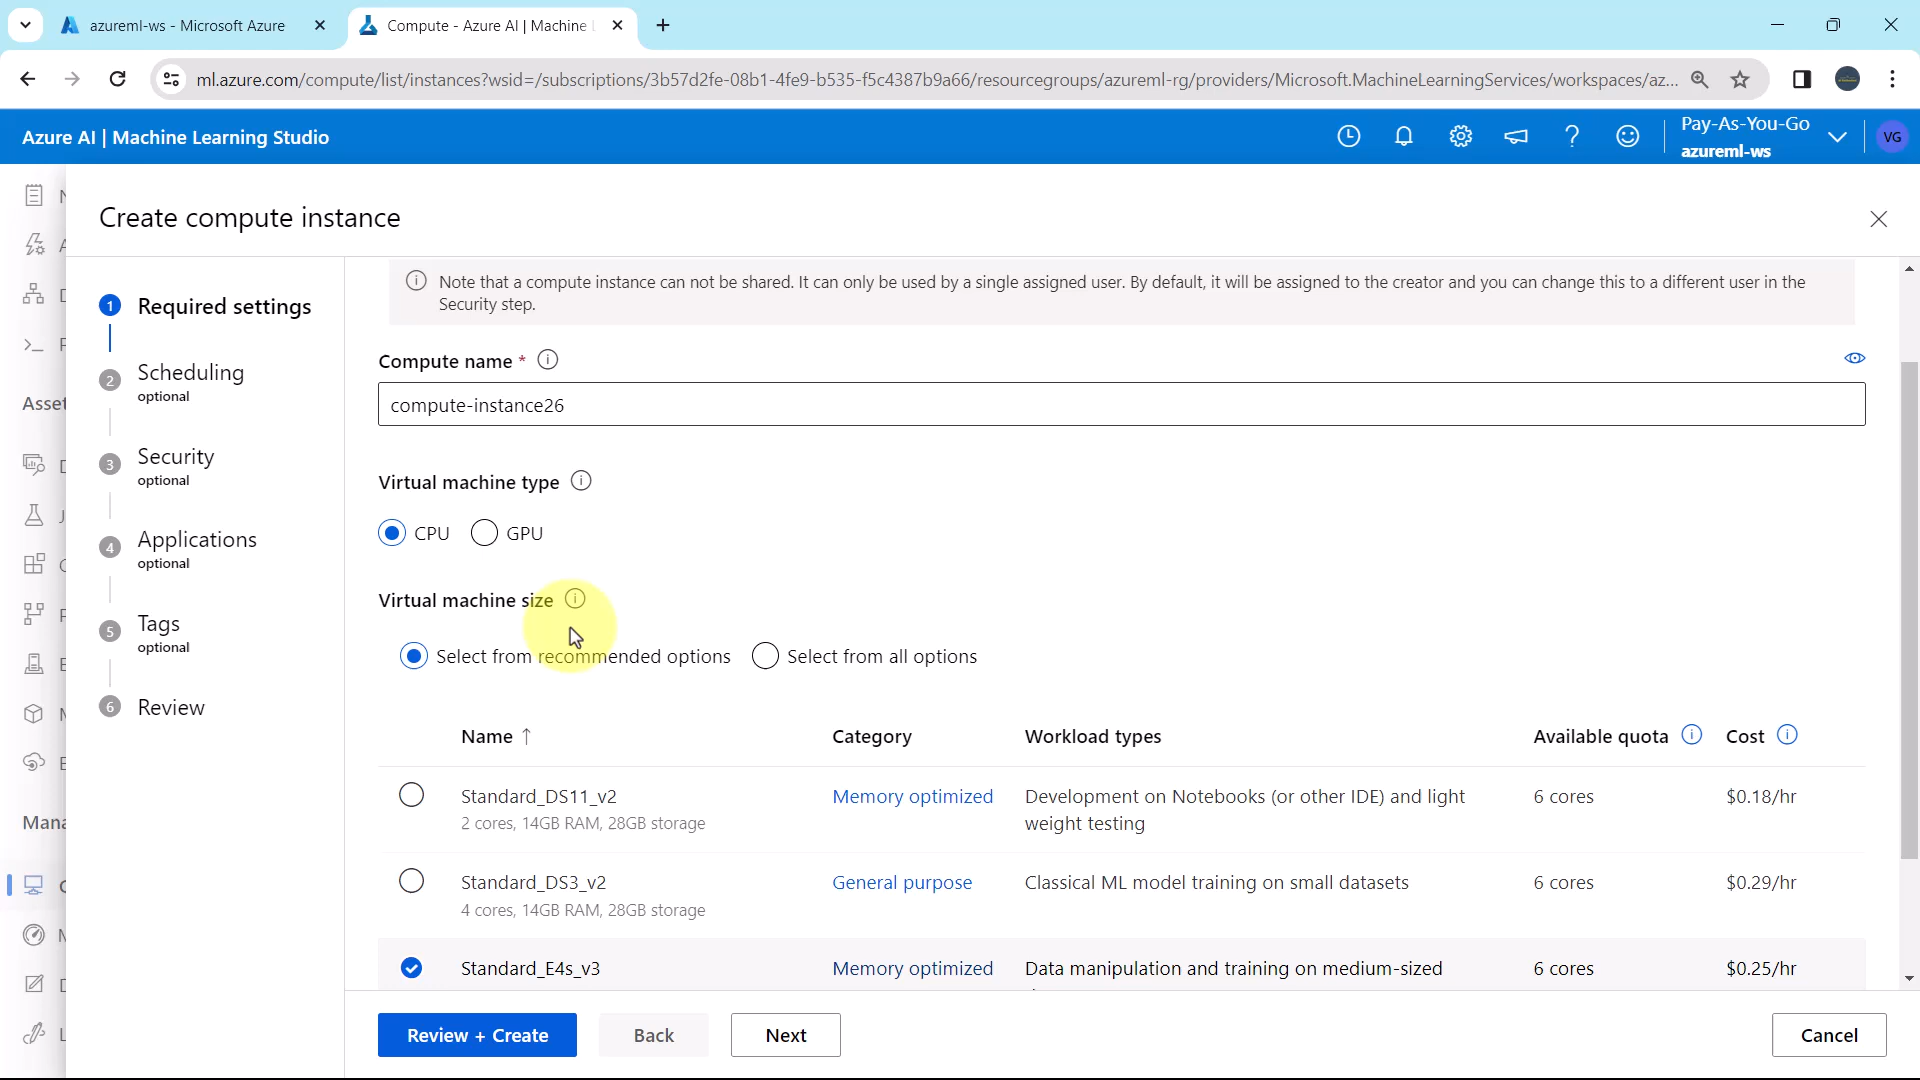 azureml-ws - Microsoft Azure
Compute - Azure AI | Machine L
ml.azure.com/compute/list/instances?wsid=/subscriptions/3b57d2fe-08b1-4fe9-b535-f5c4387b9a66/resourcegroups/azureml-rg/providers/Microsoft.MachineLearningServices/workspaces/az...
Azure AI | Machine Learning Studio
Pay-As-You-Go
azureml-ws
VG
Create compute instance
1 Required settings
2 Scheduling
optional
3 Security
optional
4 Applications
optional
5 Tags
optional
6 Review
Asset
Mana
Note that a compute instance can not be shared. It can only be used by a single assigned user. By default, it will be assigned to the creator and you can change this to a different user in the
Security step.
Compute name *
compute-instance26
Virtual machine type
CPU GPU
Virtual machine size
Select from recommended options Select from all options
Name ↑ Category Workload types Available quota Cost
Standard_DS11_v2 Memory optimized Development on Notebooks (or other IDE) and light 6 cores $0.18/hr
2 cores, 14GB RAM, 28GB storage weight testing
Standard_DS3_v2 General purpose Classical ML model training on small datasets 6 cores $0.29/hr
4 cores, 14GB RAM, 28GB storage
Standard_E4s_v3 Memory optimized Data manipulation and training on medium-sized 6 cores $0.25/hr
Review + Create Back Next Cancel